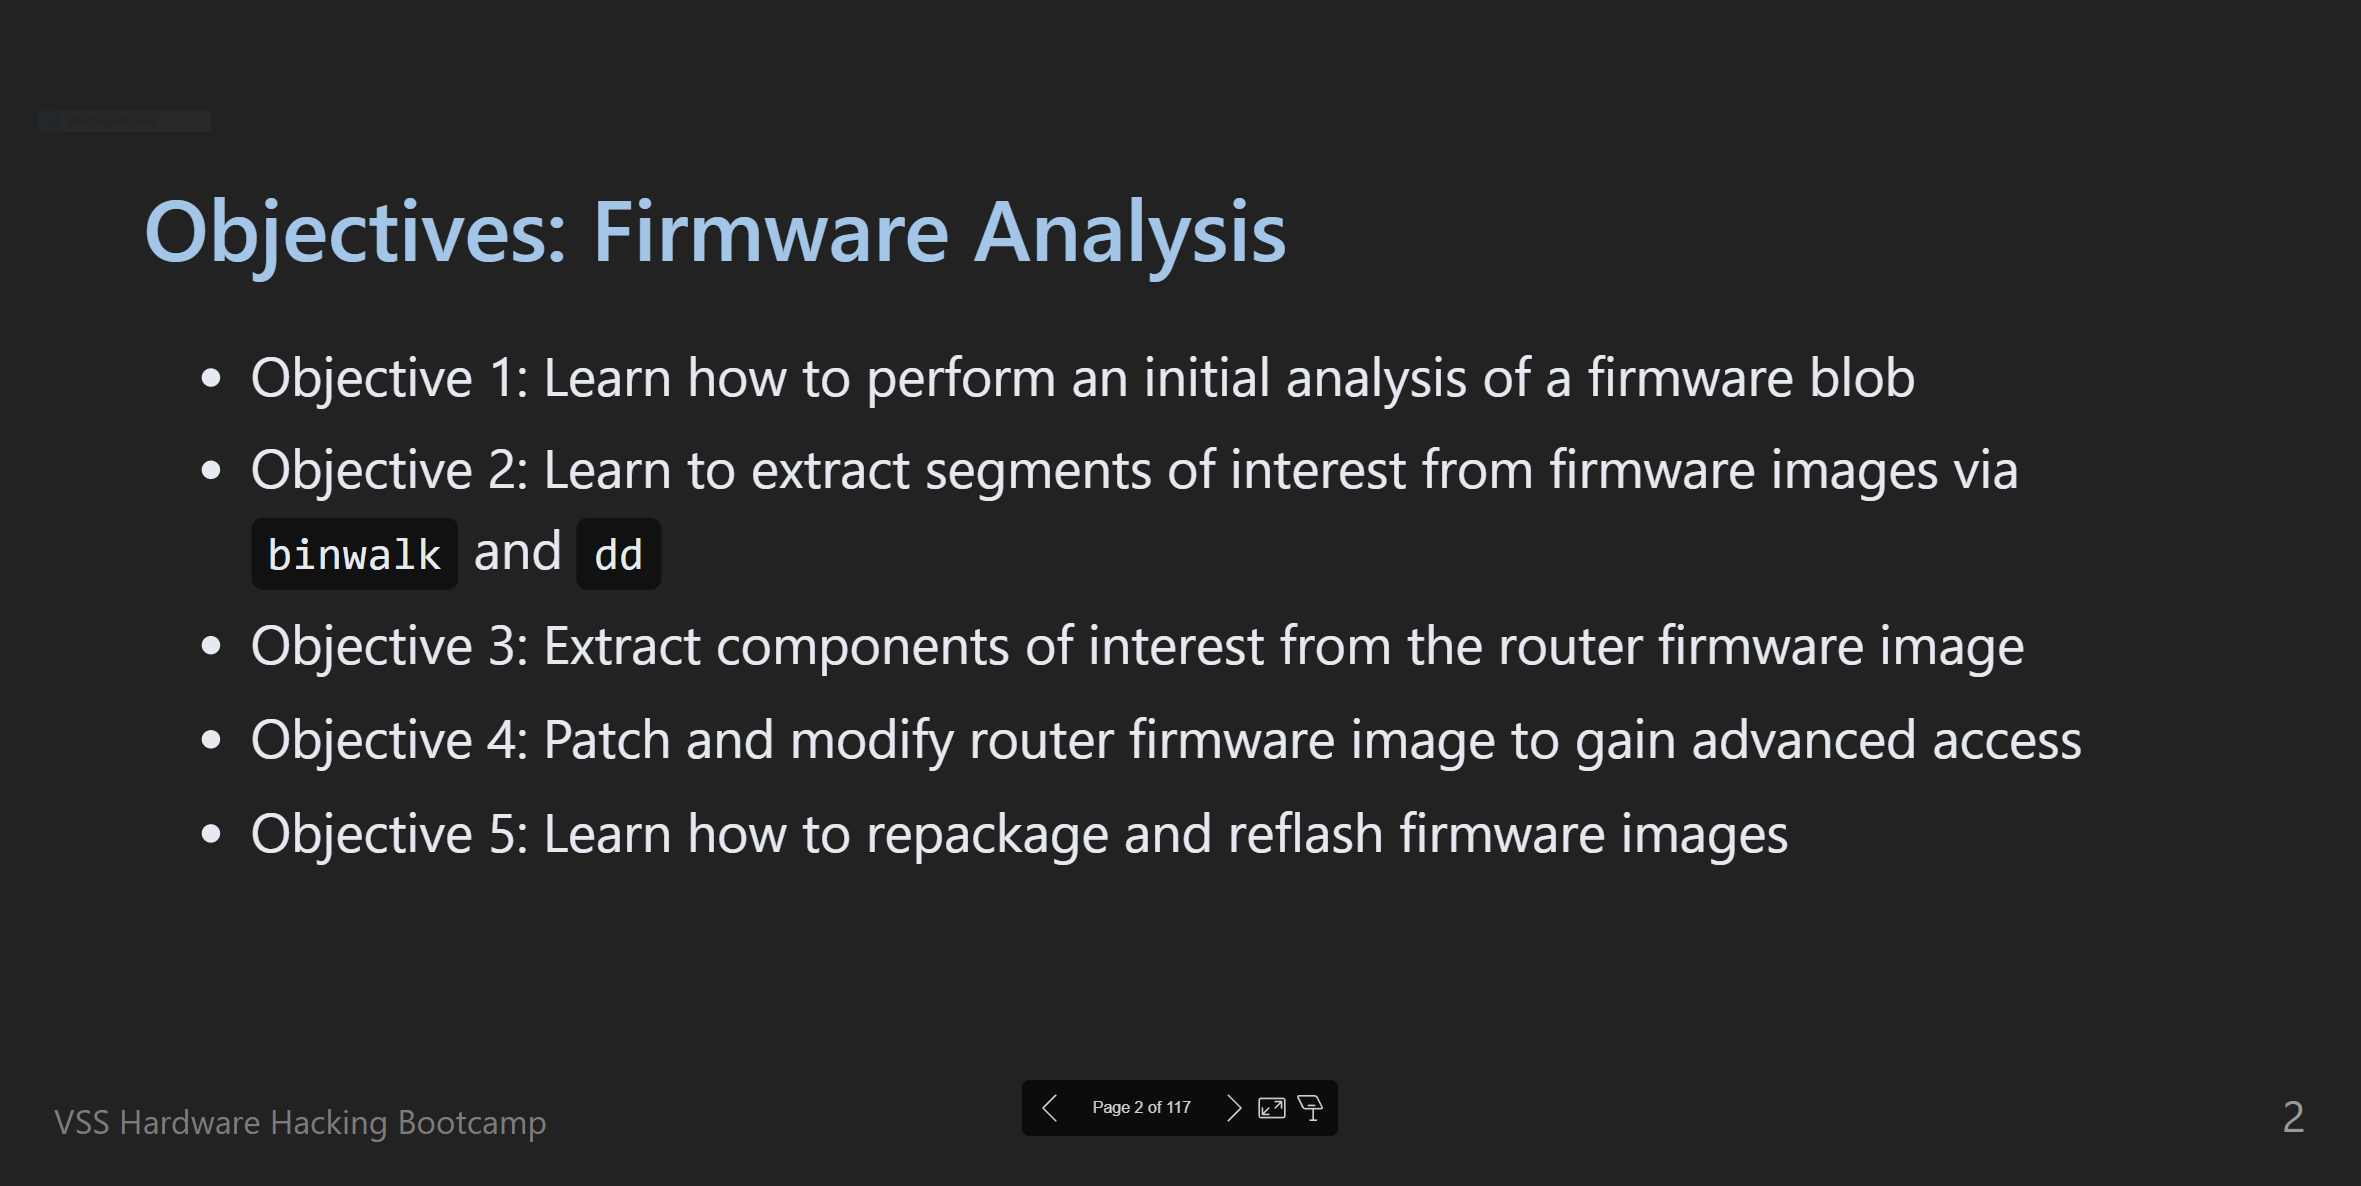 Rectangular Snip
Objectives: Firmware Analysis
• Objective 1: Learn how to perform an initial analysis of a firmware blob
• Objective 2: Learn to extract segments of interest from firmware images via
binwalk and dd
• Objective 3: Extract components of interest from the router firmware image
• Objective 4: Patch and modify router firmware image to gain advanced access
• Objective 5: Learn how to repackage and reflash firmware images
VSS Hardware Hacking Bootcamp
Page 2 of 117
2